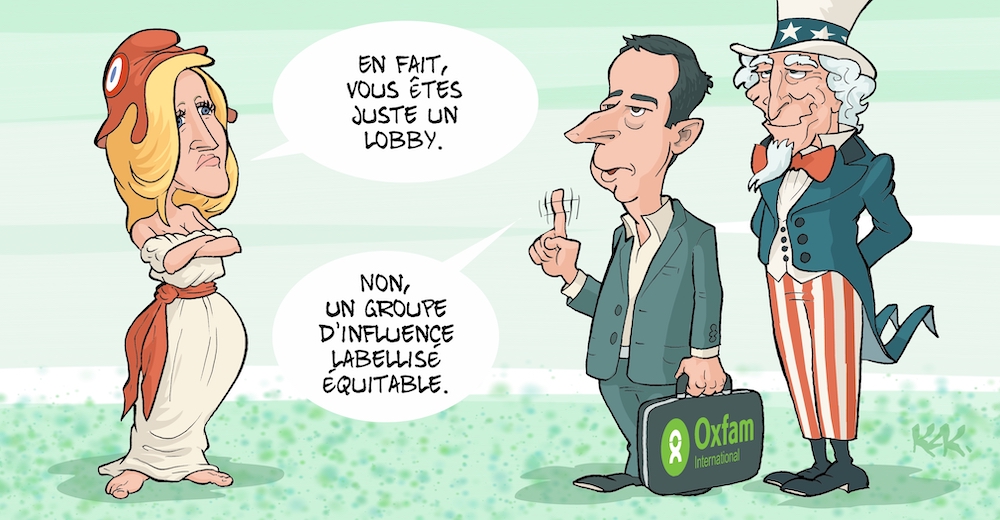 EN FAIT,
VOUS ÊTES
JUSTE UN
LOBBY.
NON,
UN GROUPE
D'INFLUENCE
LABELLISÉ
ÉQUITABLE.
Oxfam
International
KAK